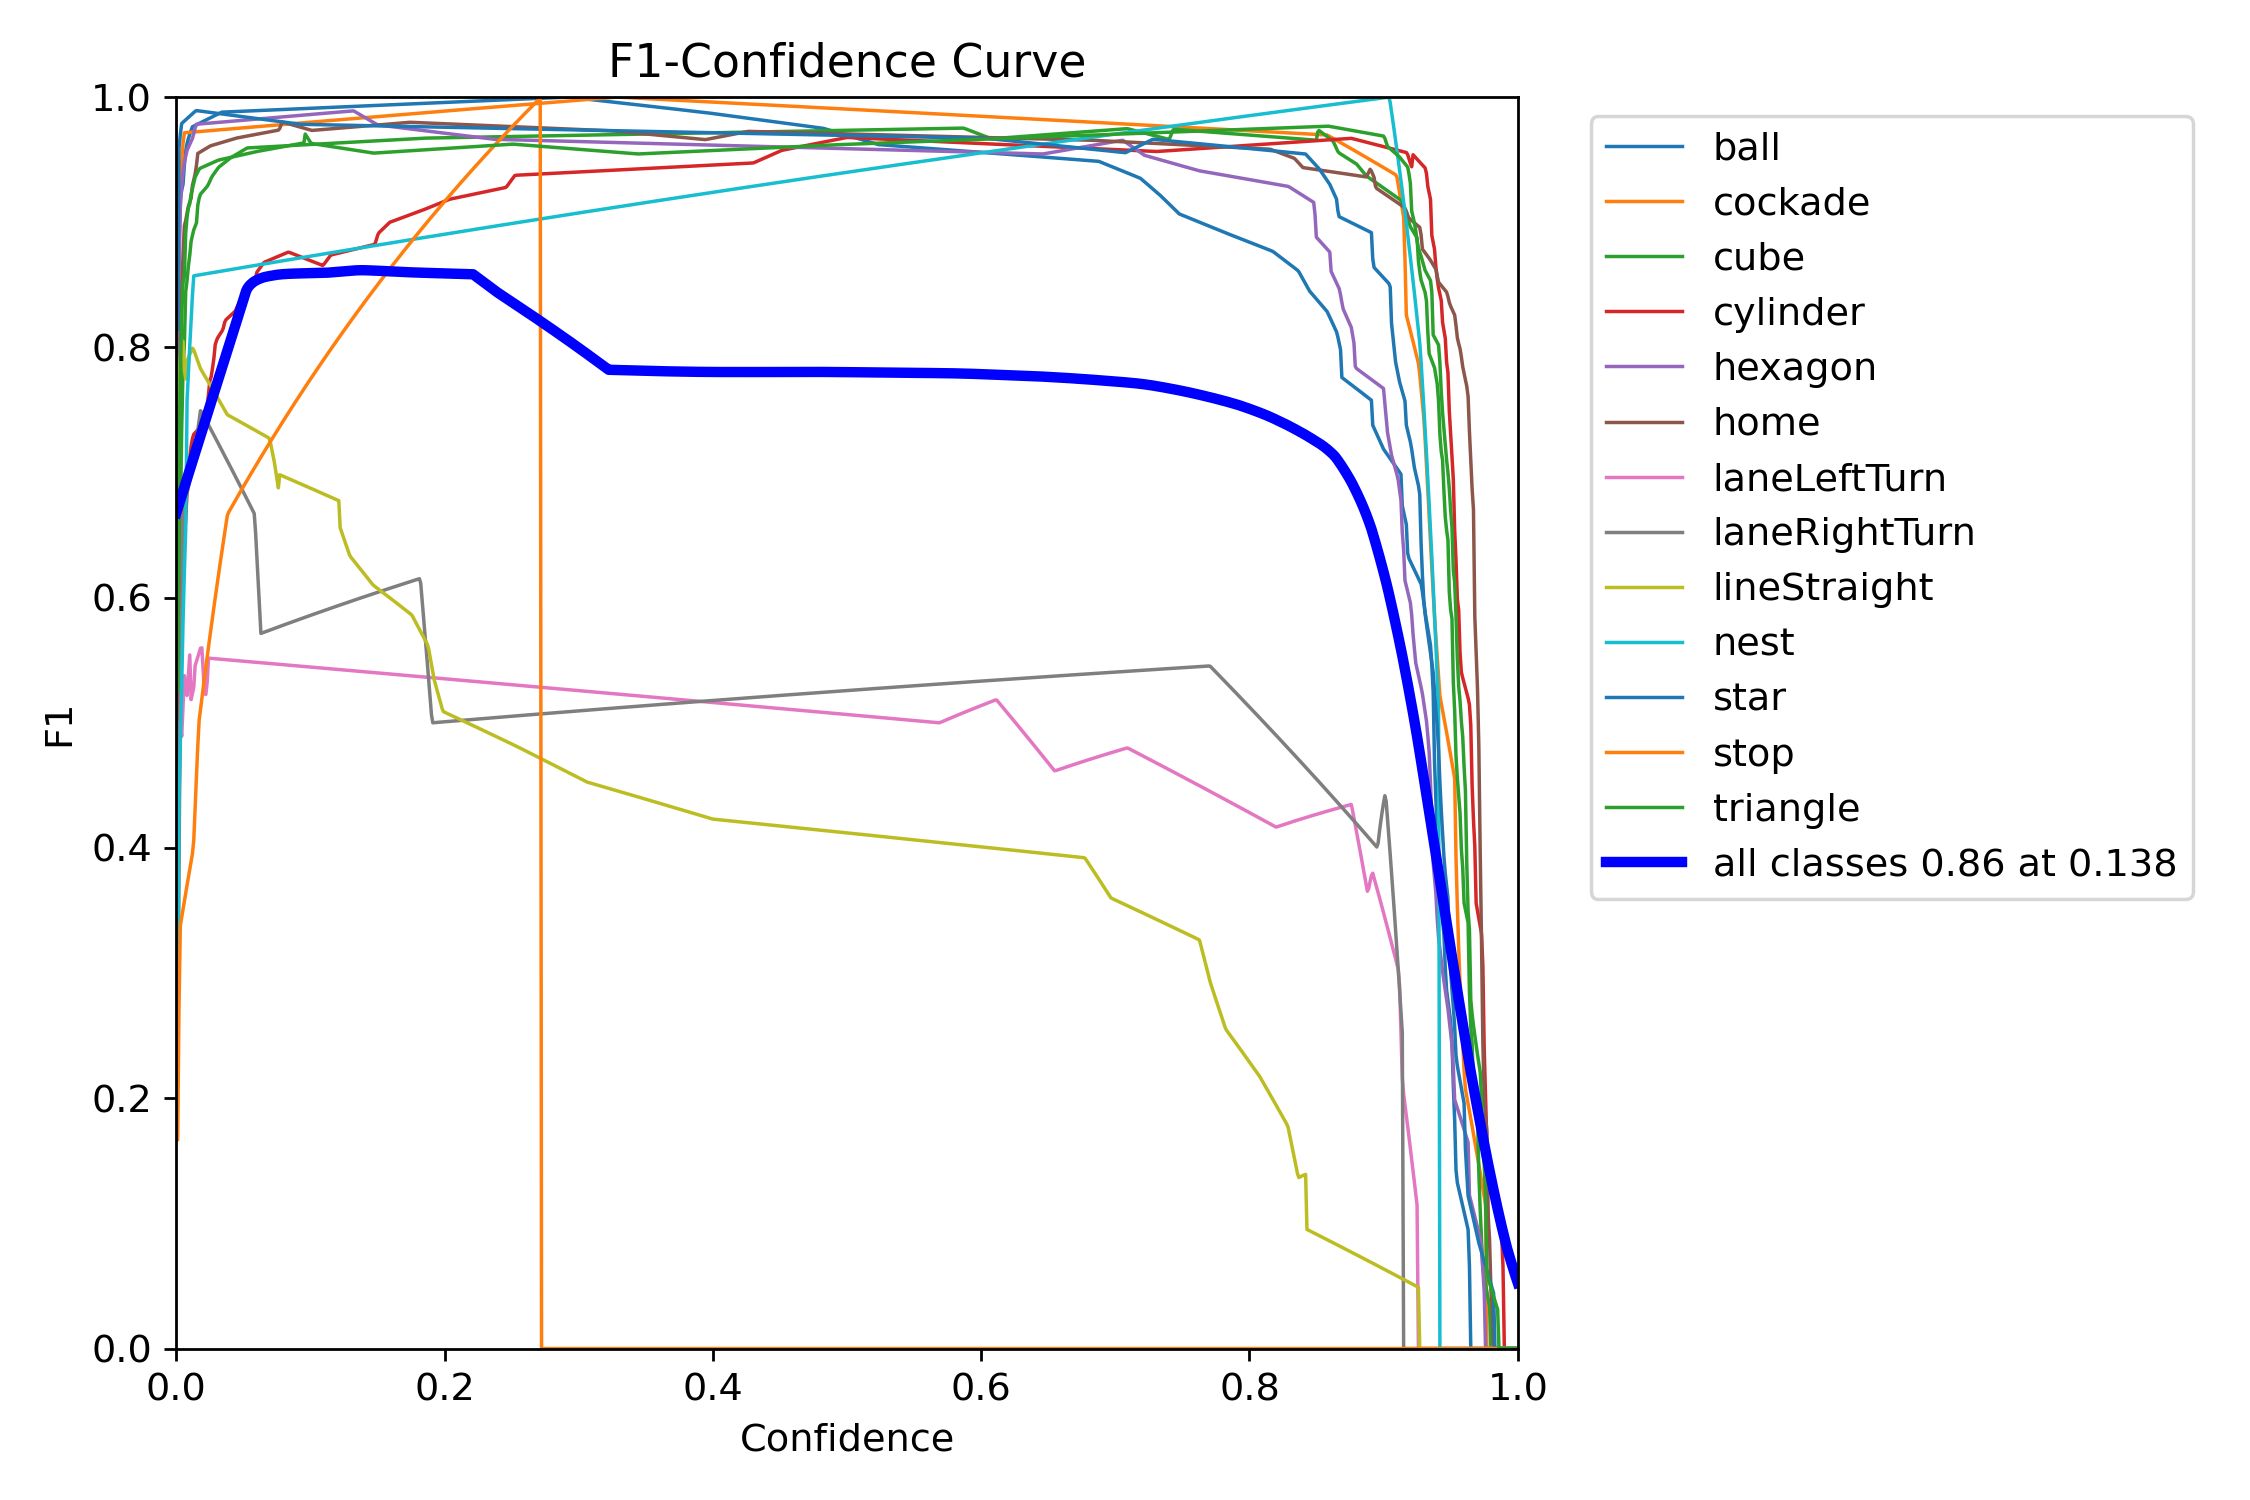 F1-Confidence Curve
1.0
0.8
0.6
0.4
0.2
0.0
F1
0.0 0.2 0.4 0.6 0.8 1.0
Confidence
ball
cockade
cube
cylinder
hexagon
home
laneLeftTurn
laneRightTurn
lineStraight
nest
star
stop
triangle
all classes 0.86 at 0.138